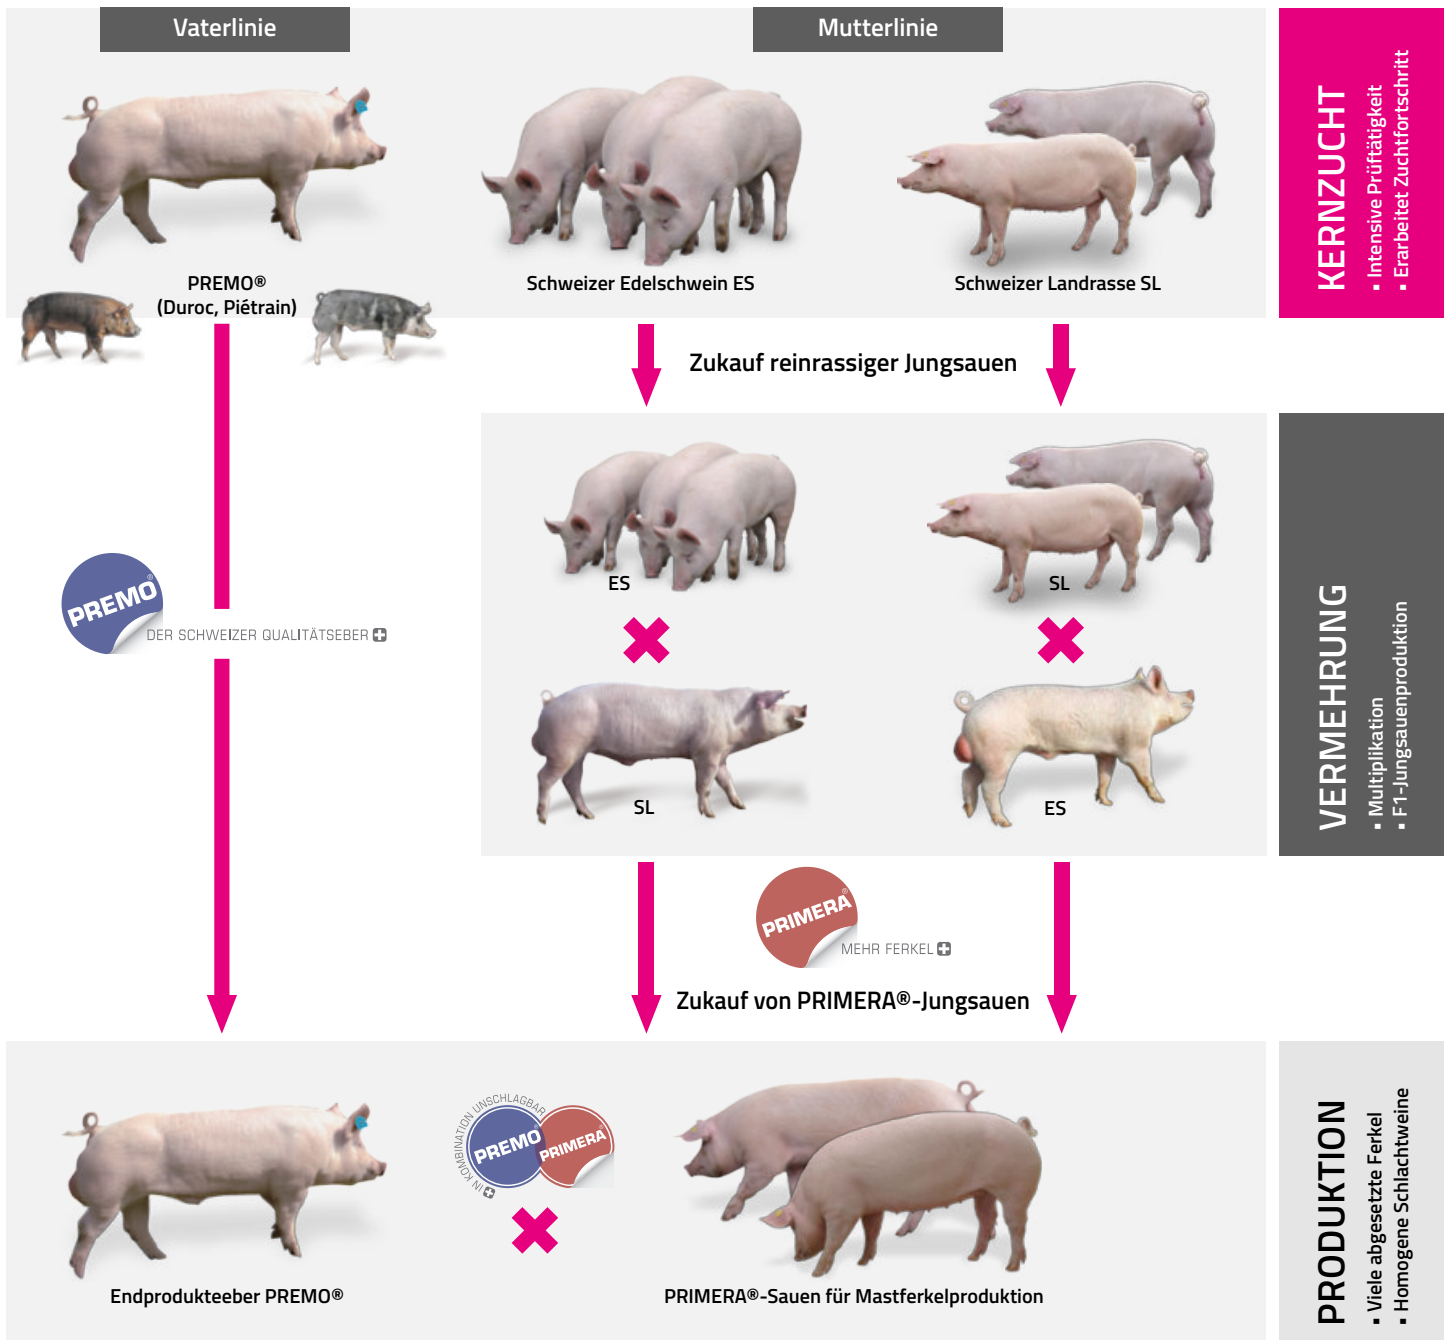 Vaterlinie
Mutterlinie
PREMO®
(Duroc, Piétrain)
Schweizer Edelschwein ES
Schweizer Landrasse SL
KERNZUCHT
▪ Intensive Prüftätigkeit
▪ Erarbeitet Zuchtfortschritt
Zukauf reinrassiger Jungsauen
PREMO®
DER SCHWEIZER QUALITÄTSEBER
ES
SL
SL
ES
VERMEHRUNG
▪ Multiplikation
▪ F1-Jungsauenproduktion
PRIMERA®
MEHR FERKEL
Zukauf von PRIMERA®-Jungsauen
IN KOMBINATION UNSCHLAGBAR
PREMO
PRIMERA
Endprodukteeber PREMO®
PRIMERA®-Sauen für Mastferkelproduktion
PRODUKTION
▪ Viele abgesetzte Ferkel
▪ Homogene Schlachtweine